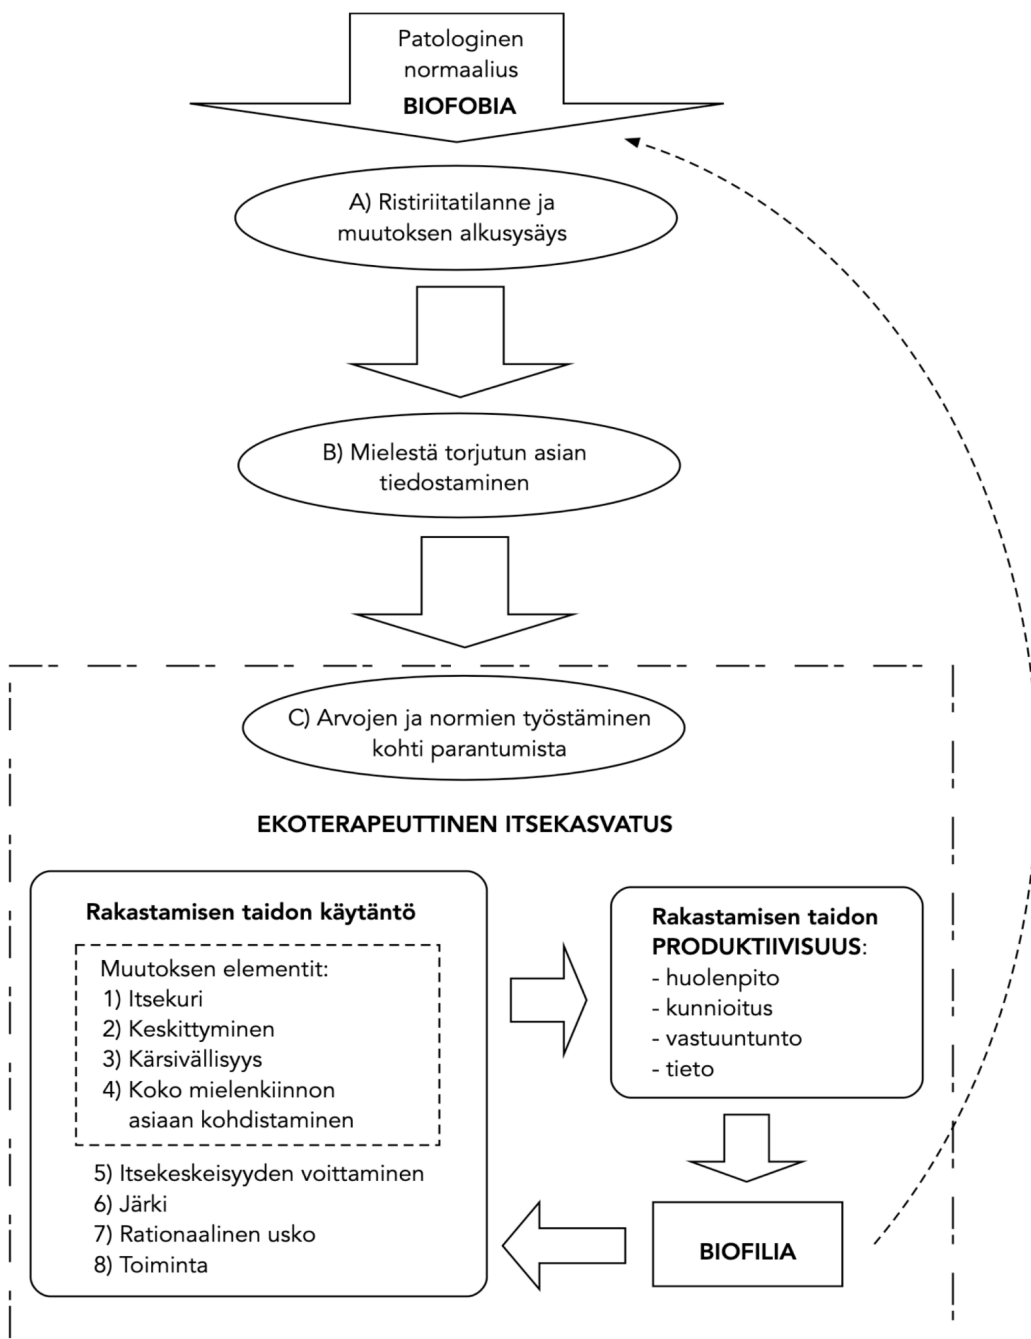 Patologinen
normaalius
BIOFOBIA
A) Ristiriitatilanne ja
muutoksen alkusysäys
B) Mielestä torjutun asian
tiedostaminen
C) Arvojen ja normien työstäminen
kohti parantumista
EKOTERAPEUTTINEN ITSEKASVATUS
Rakastamisen taidon käytäntö
Muutoksen elementit:
1) Itsekuri
2) Keskittyminen
3) Kärsivällisyys
4) Koko mielenkiinnon
asiaan kohdistaminen
5) Itsekeskeisyyden voittaminen
6) Järki
7) Rationaalinen usko
8) Toiminta
Rakastamisen taidon
PRODUKTIIVISUUS:
- huolenpito
- kunnioitus
- vastuuntunto
- tieto
BIOFILIA